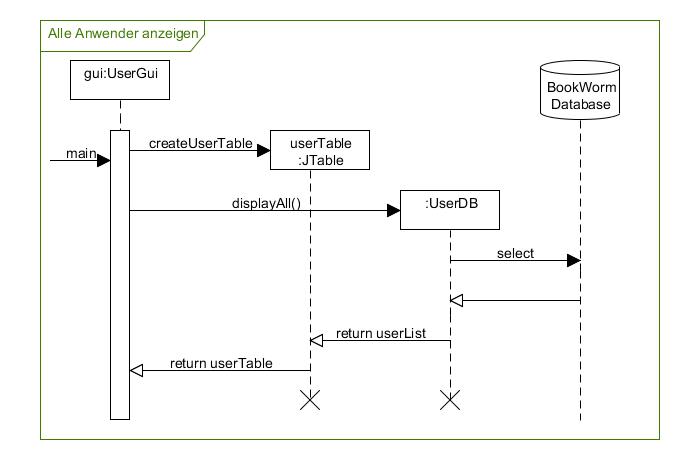 Alle Anwender anzeigen
gui:UserGui
BookWorm
Database
main
createUserTable
userTable
:JTable
displayAll()
:UserDB
select
return userList
return userTable